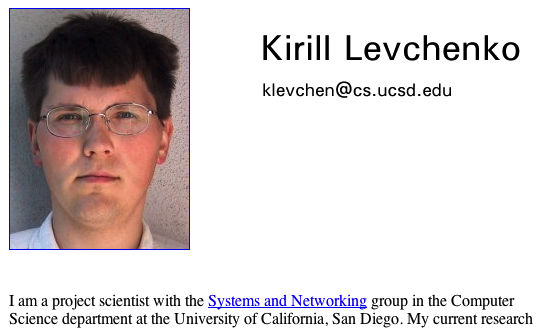 Kirill Levchenko
klevchen@cs.ucsd.edu
I am a project scientist with the Systems and Networking group in the Computer
Science department at the University of California, San Diego. My current research